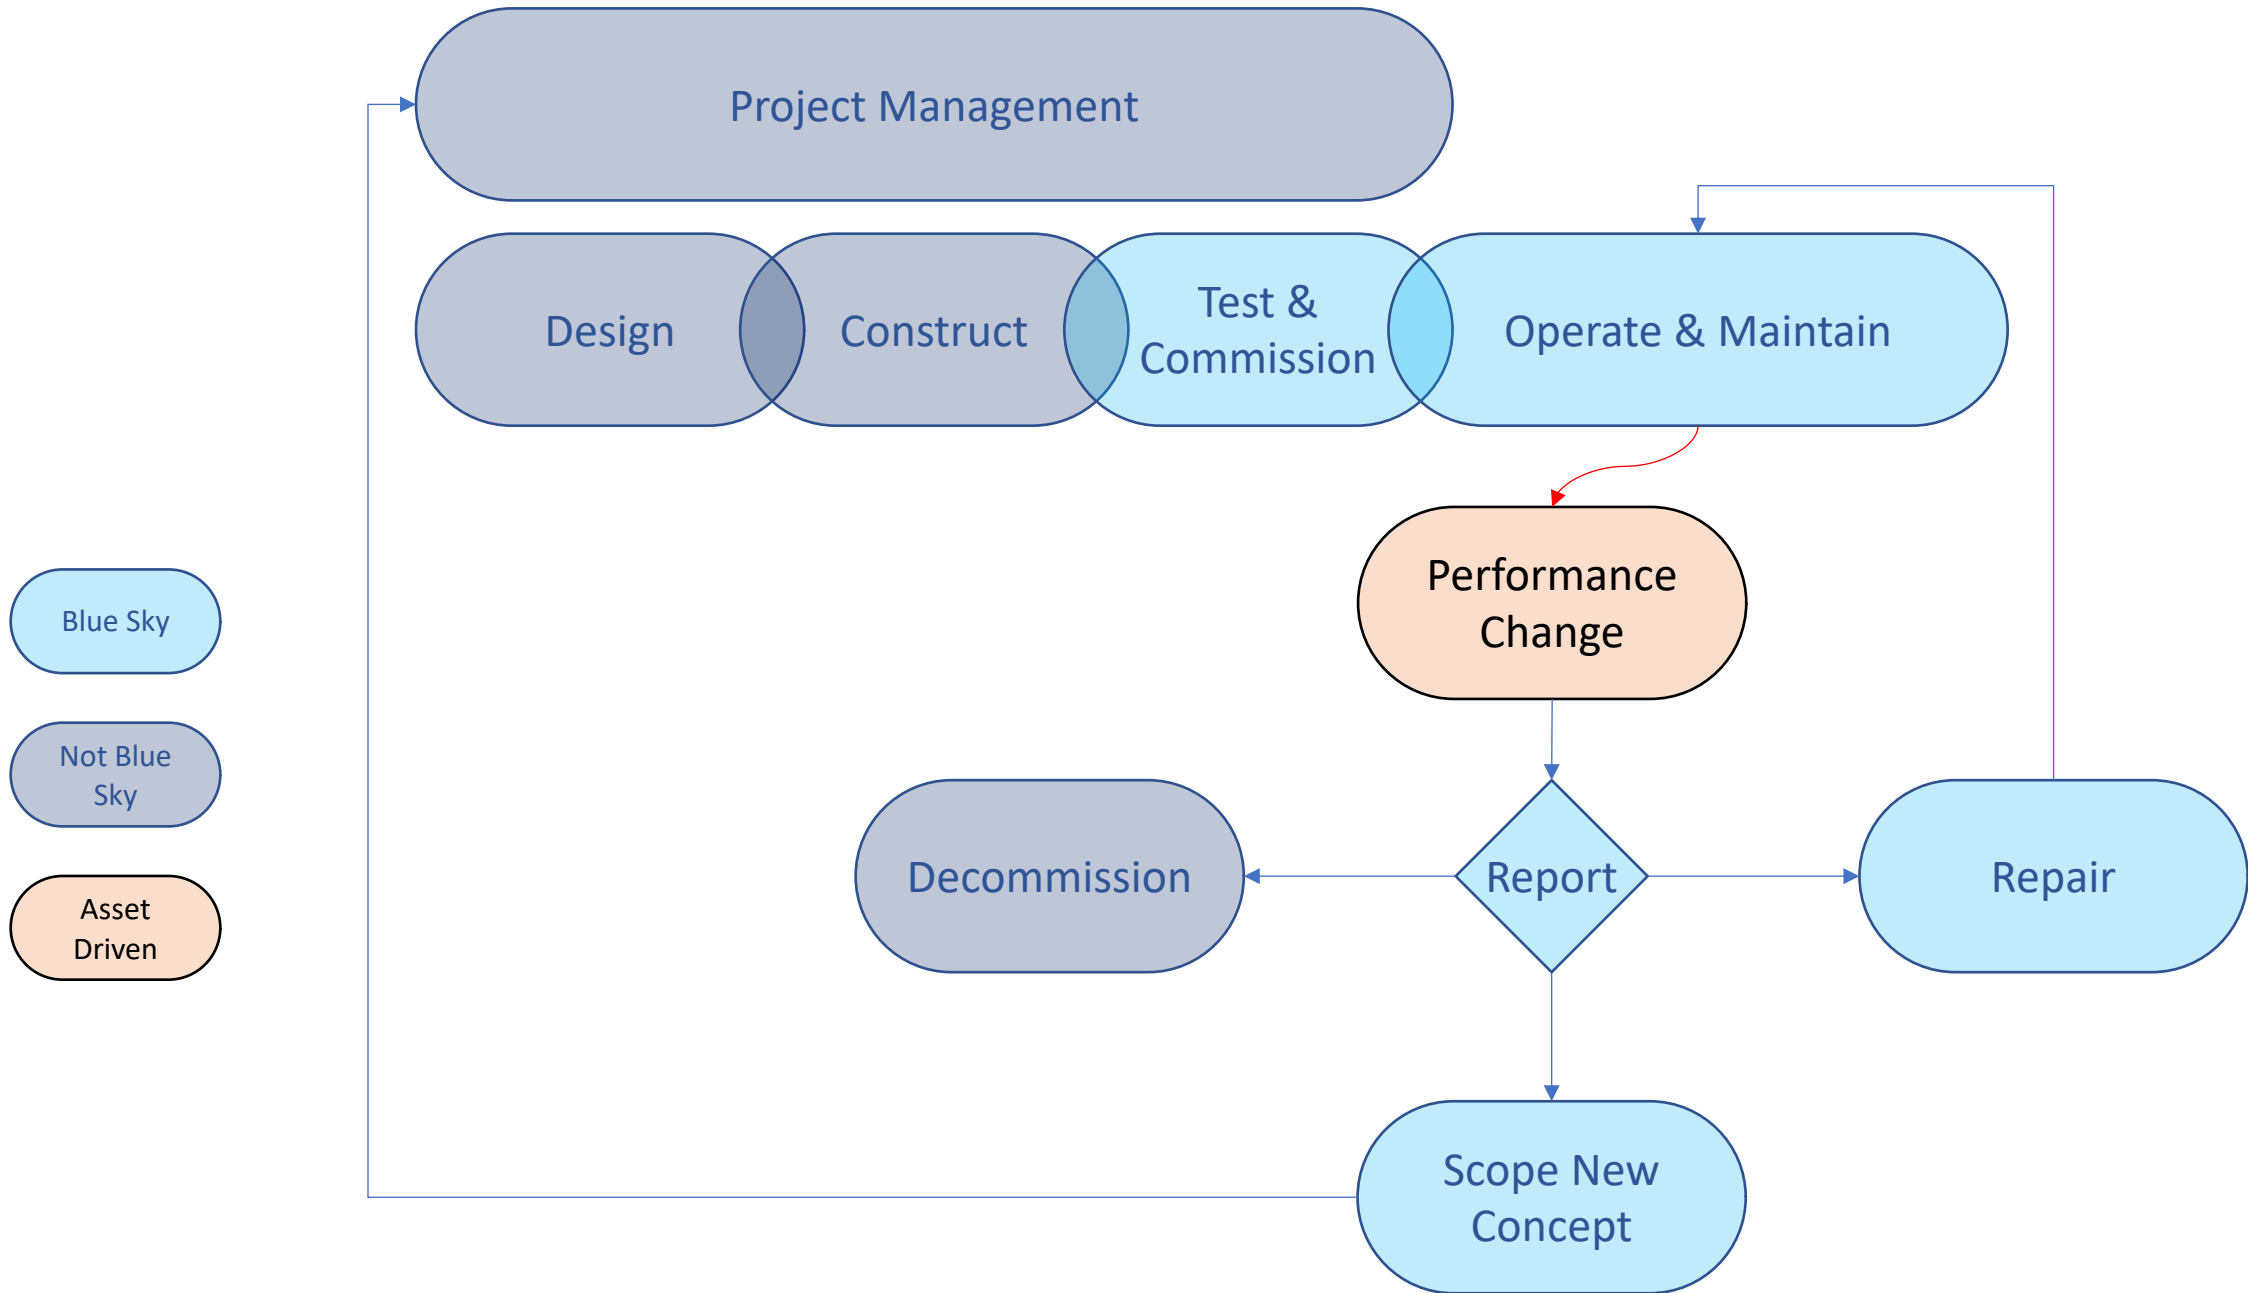 Project Management
Design
Construct
Test &
Commission
Operate & Maintain
Performance
Change
Blue Sky
Not Blue
Sky
Asset
Driven
Decommission
Report
Repair
Scope New
Concept